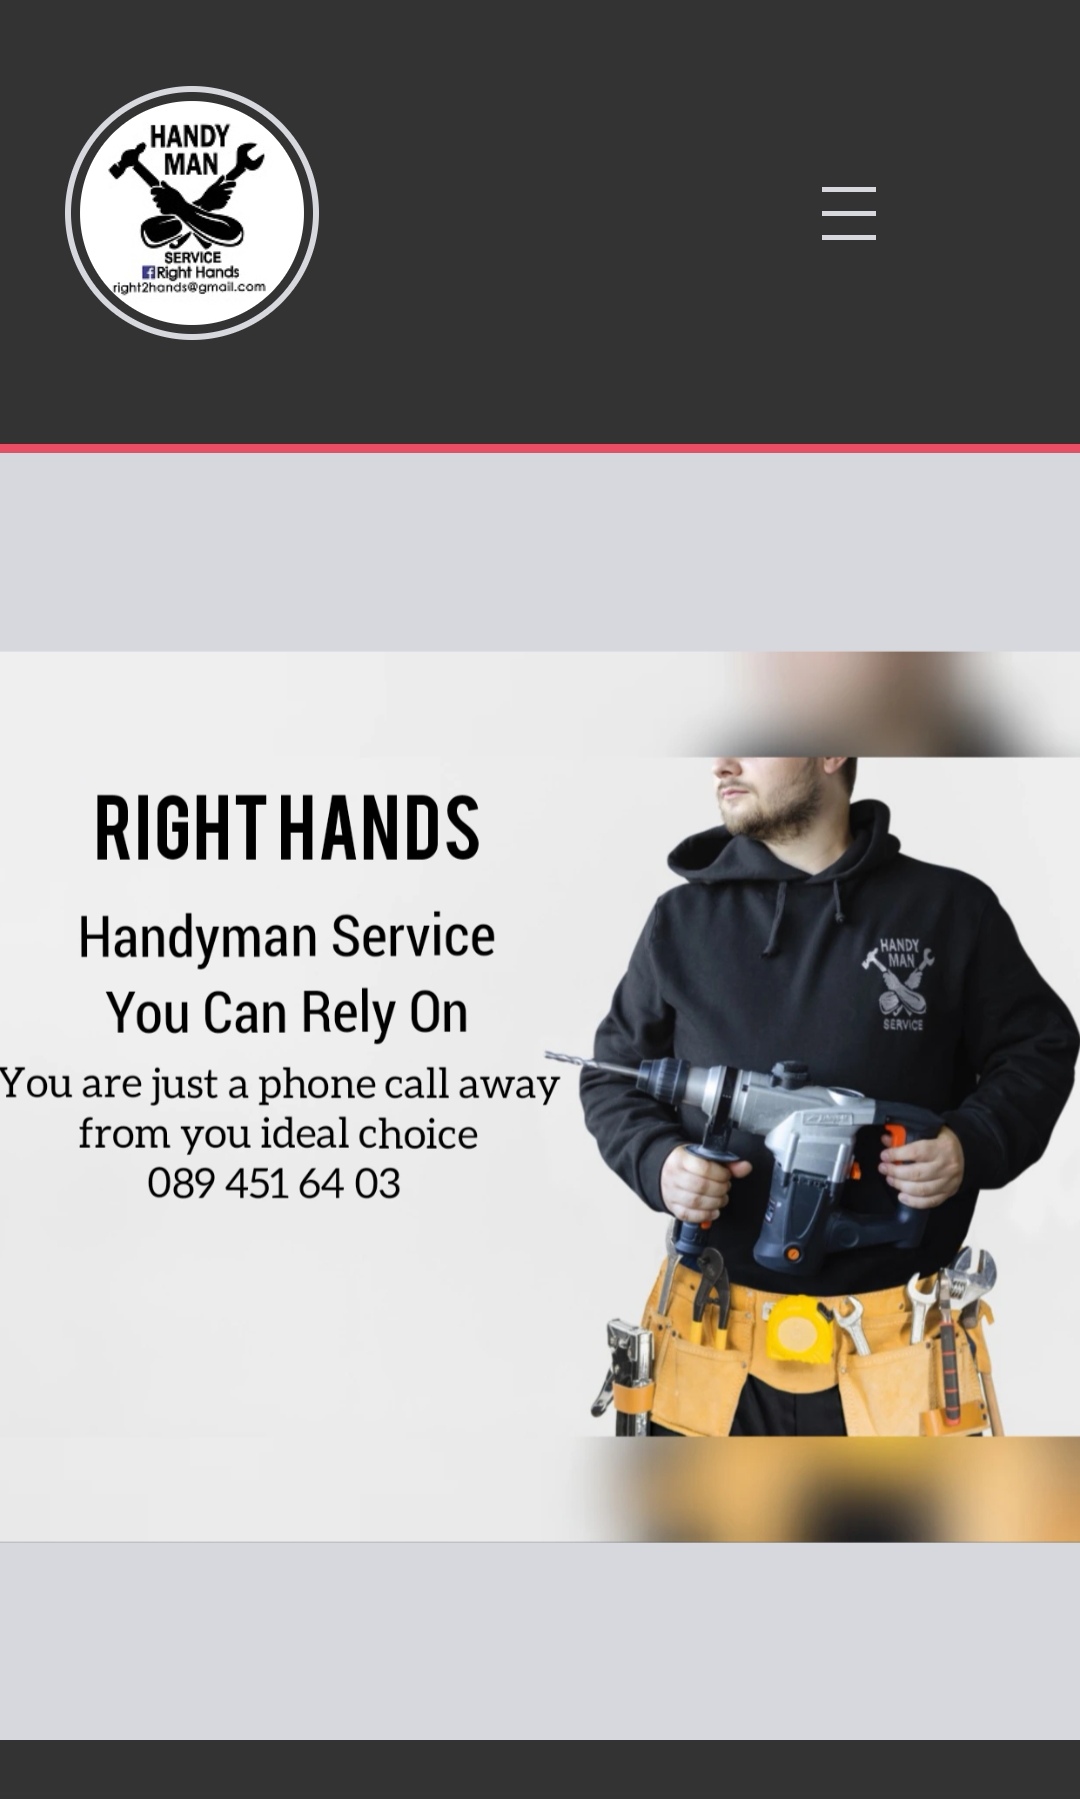 HANDY
MAN
SERVICE
Right Hands
right2hands@gmail.com
RIGHT HANDS
Handyman Service
You Can Rely On
You are just a phone call away
from you ideal choice
089 451 64 03
HANDY
MAN
SERVICE